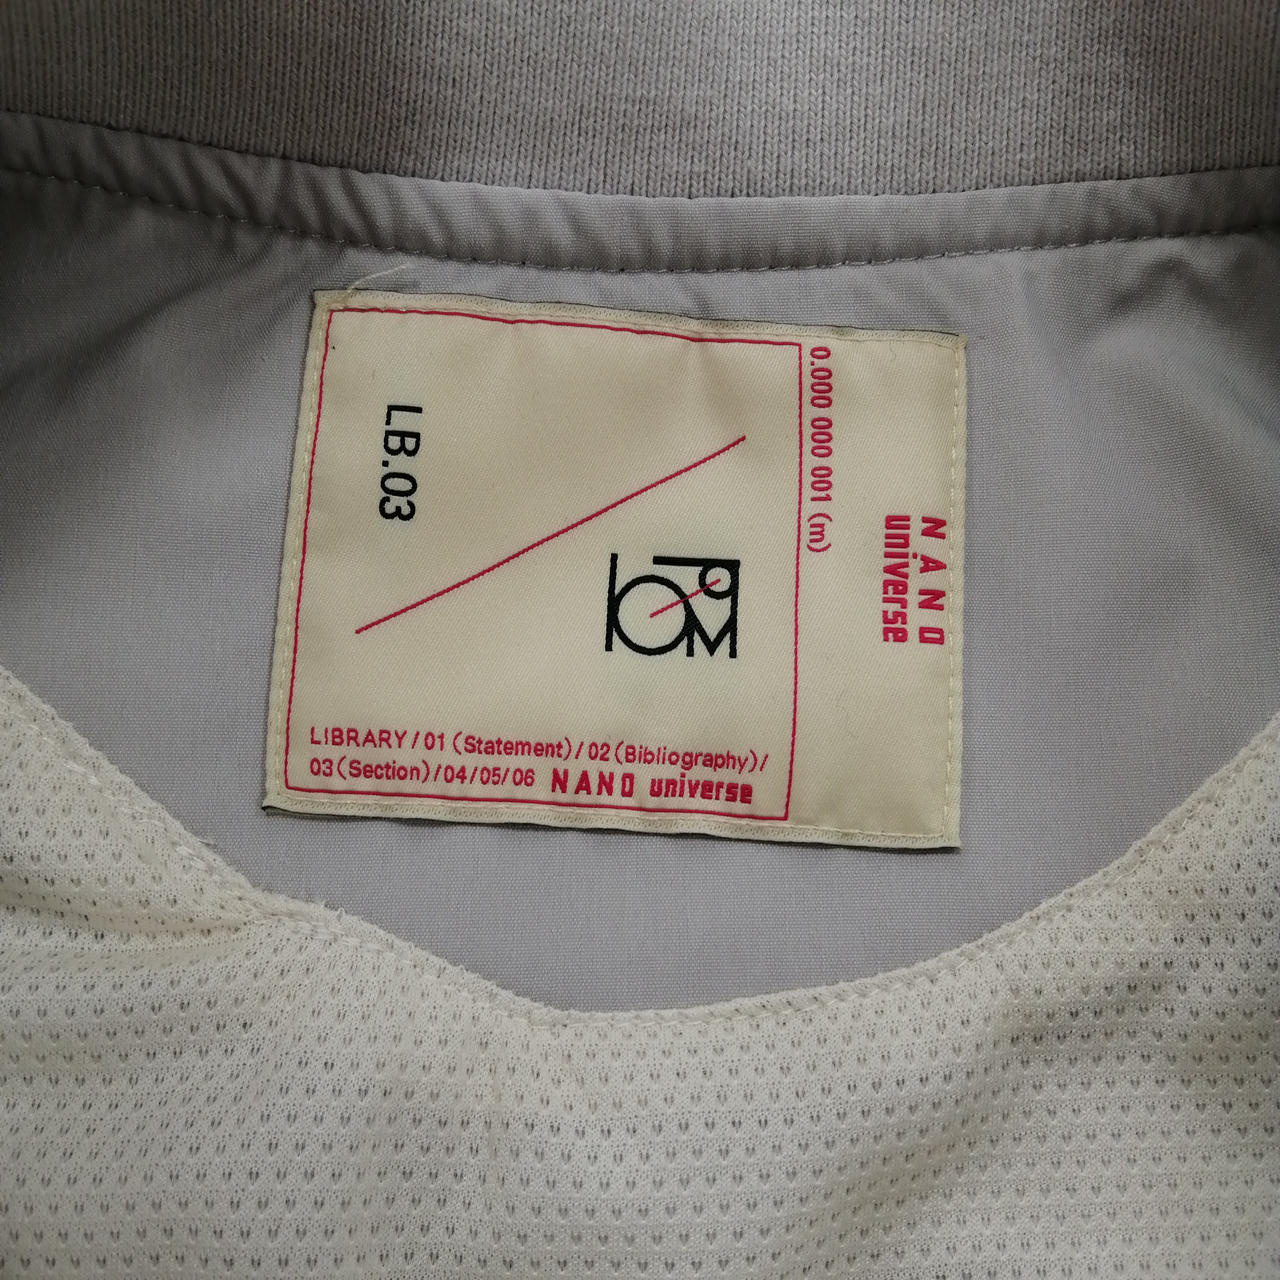 NANO
universe
0.000 000 001 (m)
LB.03
LIBRARY/01 (Statement)/02 (Bibliography)/
03 (Section)/04/05/06 NANO universe